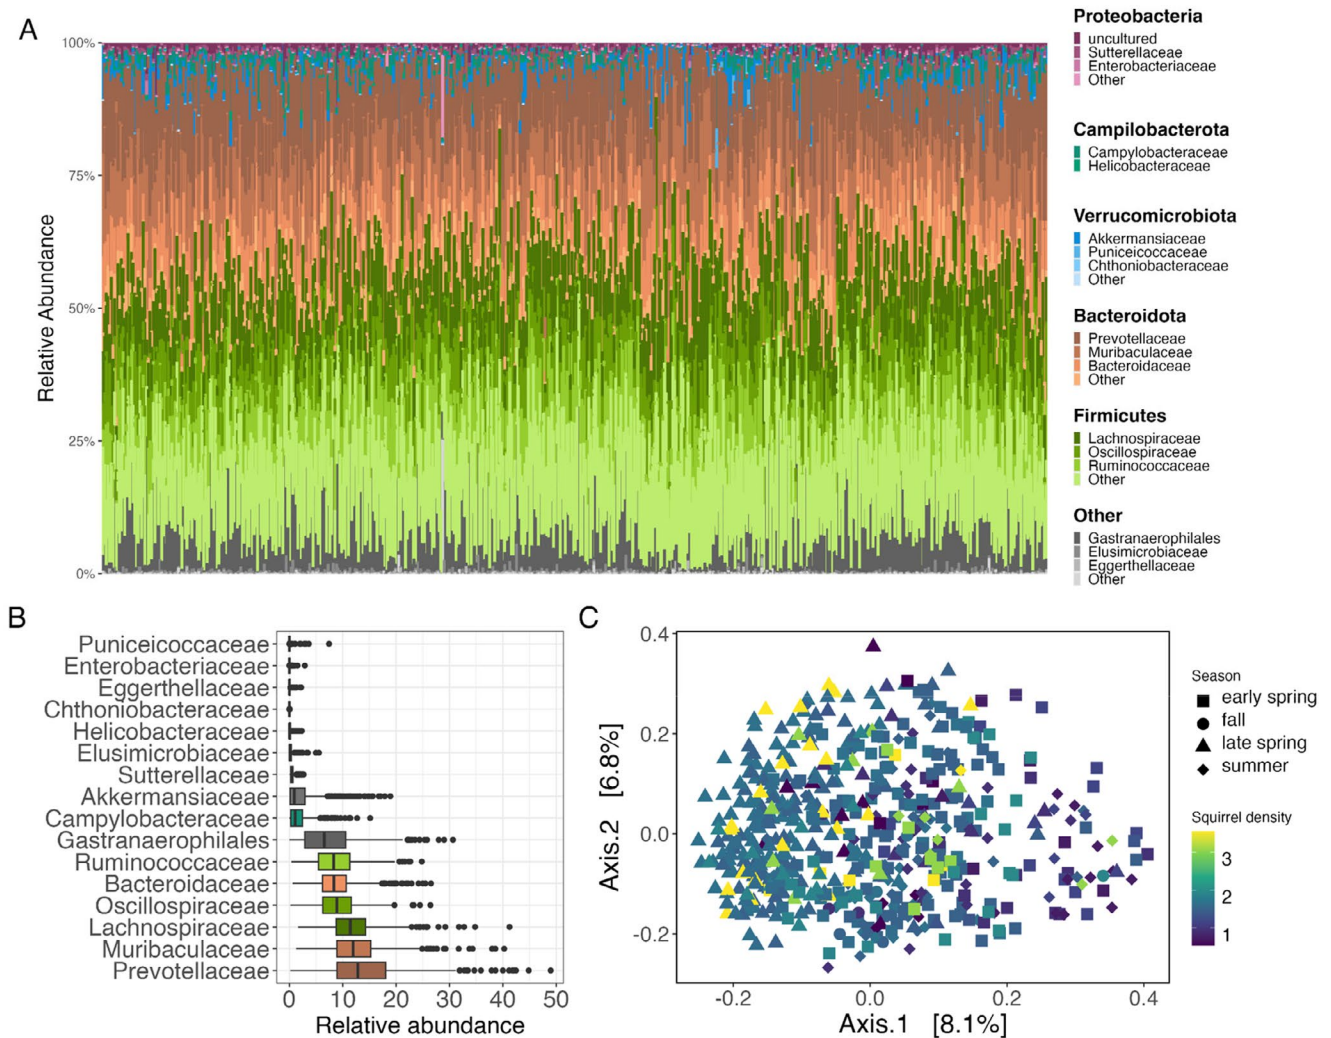 A
Relative Abundance
100%
75%
50%
25%
0%
Proteobacteria
uncultured
Sutterellaceae
Enterobacteriaceae
Other
Campilobacterota
Campylobacteraceae
Helicobacteraceae
Verrucomicrobiota
Akkermansiaceae
Puniceicoccaceae
Chthoniobacteraceae
Other
Bacteroidota
Prevotellaceae
Muribaculaceae
Bacteroidaceae
Other
Firmicutes
Lachnospiraceae
Oscillospiraceae
Ruminococcaceae
Other
Other
Gastranaerophilales
Elusimicrobiaceae
Eggerthellaceae
Other
B
Puniceicoccaceae
Enterobacteriaceae
Eggerthellaceae
Chthoniobacteraceae
Helicobacteraceae
Elusimicrobiaceae
Sutterellaceae
Akkermansiaceae
Campylobacteraceae
Gastranaerophilales
Ruminococcaceae
Bacteroidaceae
Oscillospiraceae
Lachnospiraceae
Muribaculaceae
Prevotellaceae
0 10 20 30 40 50
Relative abundance
C
Axis.2 [6.8%]
0.4
0.2
0.0
-0.2
-0.2 0.0 0.2 0.4
Axis.1 [8.1%]
Season
early spring
fall
late spring
summer
Squirrel density
3
2
1